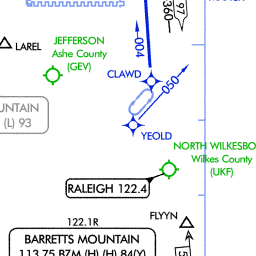 97
360
JEFFERSON
Ashe County
(GEV)
LAREL
004
CLAWD
050
UNTAIN
(L) 93
YEOLD
NORTH WILKESBO
Wilkes County
(UKF)
RALEIGH 122.4
122.1R
FLYYN
BARRETTS MOUNTAIN
113.75 BZM (H) (H) 84(Y)
5